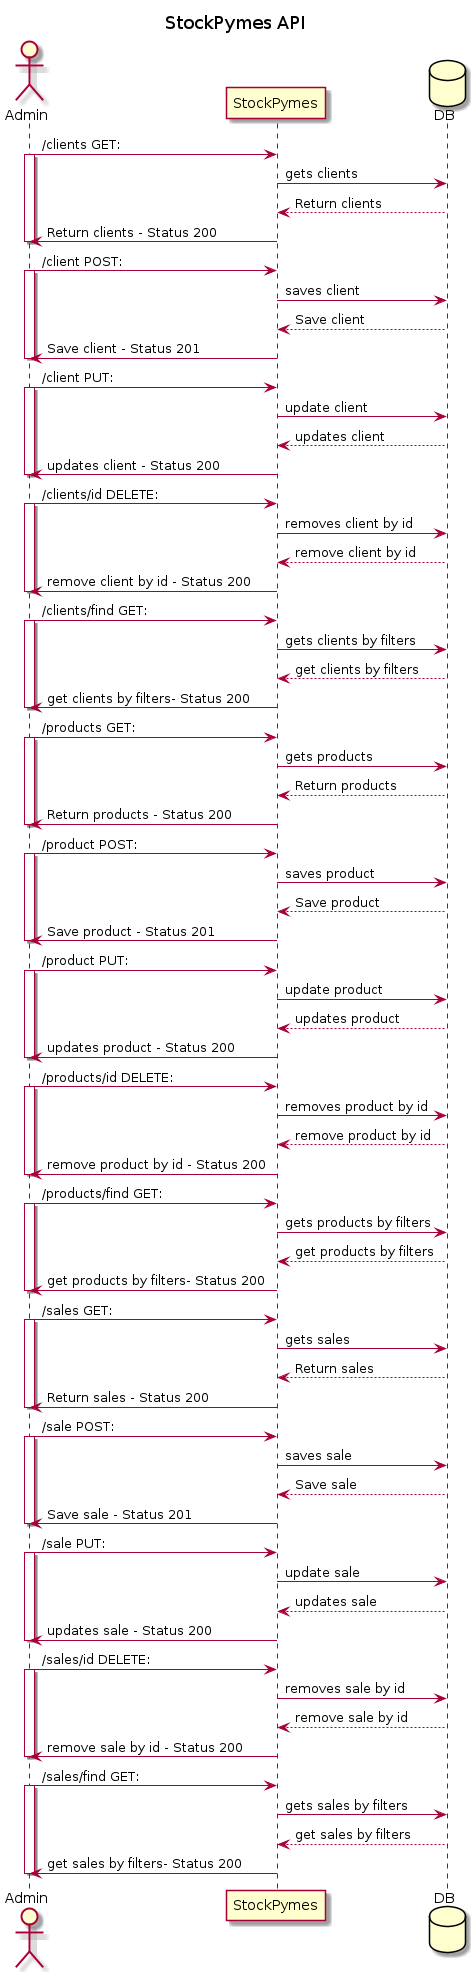 StockPymes API
Admin
StockPymes
DB
/clients GET:
gets clients
Return clients
Return clients - Status 200
/client POST:
saves client
Save client
Save client - Status 201
/client PUT:
update client
updates client
updates client - Status 200
/clients/id DELETE:
removes client by id
remove client by id
remove client by id - Status 200
/clients/find GET:
gets clients by filters
get clients by filters
get clients by filters- Status 200
/products GET:
gets products
Return products
Return products - Status 200
/product POST:
saves product
Save product
Save product - Status 201
/product PUT:
update product
updates product
updates product - Status 200
/products/id DELETE:
removes product by id
remove product by id
remove product by id - Status 200
/products/find GET:
gets products by filters
get products by filters
get products by filters- Status 200
/sales GET:
gets sales
Return sales
Return sales - Status 200
/sale POST:
saves sale
Save sale
Save sale - Status 201
/sale PUT:
update sale
updates sale
updates sale - Status 200
/sales/id DELETE:
removes sale by id
remove sale by id
remove sale by id - Status 200
/sales/find GET:
gets sales by filters
get sales by filters
get sales by filters- Status 200
Admin
StockPymes
DB